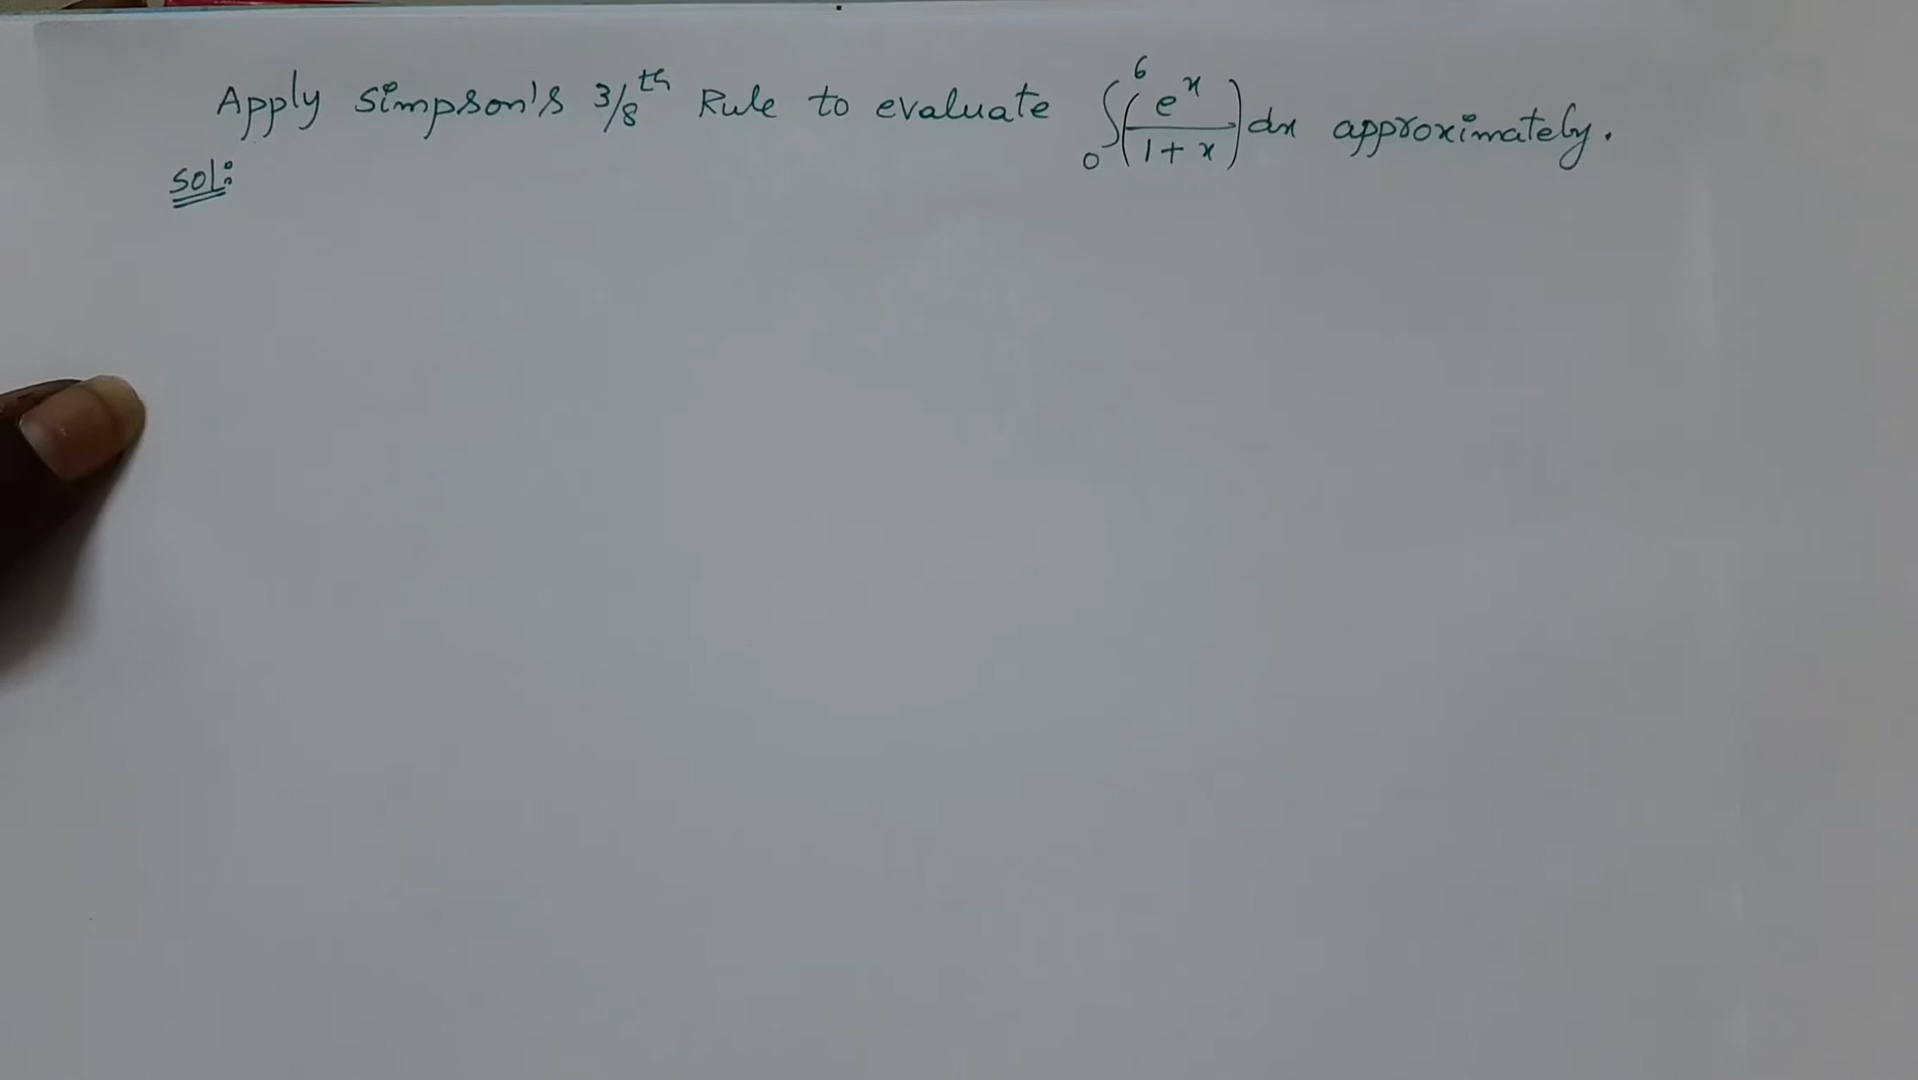 Apply Simpson's 3/8th Rule to evaluate ∫₀⁶ (eˣ/(1+x)) dx approximately.
Sol: